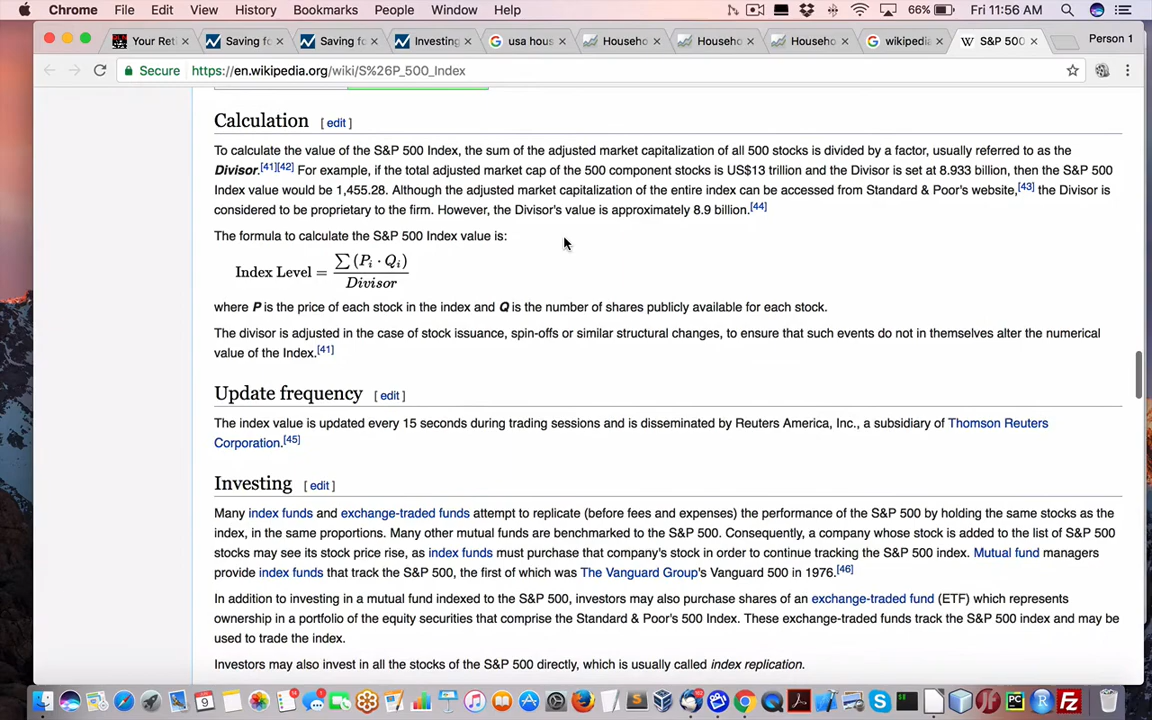 Chrome File Edit View History Bookmarks People Window Help 66% Fri 11:56 AM
Your Reti Saving fo Saving fo Investing usa hous Househo Househo Househo wikipedia S&P 500 Person 1
Secure https://en.wikipedia.org/wiki/S%26P_500_Index
Calculation [ edit ]
To calculate the value of the S&P 500 Index, the sum of the adjusted market capitalization of all 500 stocks is divided by a factor, usually referred to as the
Divisor.[41][42] For example, if the total adjusted market cap of the 500 component stocks is US$13 trillion and the Divisor is set at 8.933 billion, then the S&P 500
Index value would be 1,455.28. Although the adjusted market capitalization of the entire index can be accessed from Standard & Poor's website,[43] the Divisor is
considered to be proprietary to the firm. However, the Divisor's value is approximately 8.9 billion.[44]
The formula to calculate the S&P 500 Index value is:
Index Level = ∑ (Pi · Qi)
Divisor
where P is the price of each stock in the index and Q is the number of shares publicly available for each stock.
The divisor is adjusted in the case of stock issuance, spin-offs or similar structural changes, to ensure that such events do not in themselves alter the numerical
value of the Index.[41]
Update frequency [ edit ]
The index value is updated every 15 seconds during trading sessions and is disseminated by Reuters America, Inc., a subsidiary of Thomson Reuters
Corporation.[45]
Investing [ edit ]
Many index funds and exchange-traded funds attempt to replicate (before fees and expenses) the performance of the S&P 500 by holding the same stocks as the
index, in the same proportions. Many other mutual funds are benchmarked to the S&P 500. Consequently, a company whose stock is added to the list of S&P 500
stocks may see its stock price rise, as index funds must purchase that company's stock in order to continue tracking the S&P 500 index. Mutual fund managers
provide index funds that track the S&P 500, the first of which was The Vanguard Group's Vanguard 500 in 1976.[46]
In addition to investing in a mutual fund indexed to the S&P 500, investors may also purchase shares of an exchange-traded fund (ETF) which represents
ownership in a portfolio of the equity securities that comprise the Standard & Poor's 500 Index. These exchange-traded funds track the S&P 500 index and may be
used to trade the index.
Investors may also invest in all the stocks of the S&P 500 directly, which is usually called index replication.